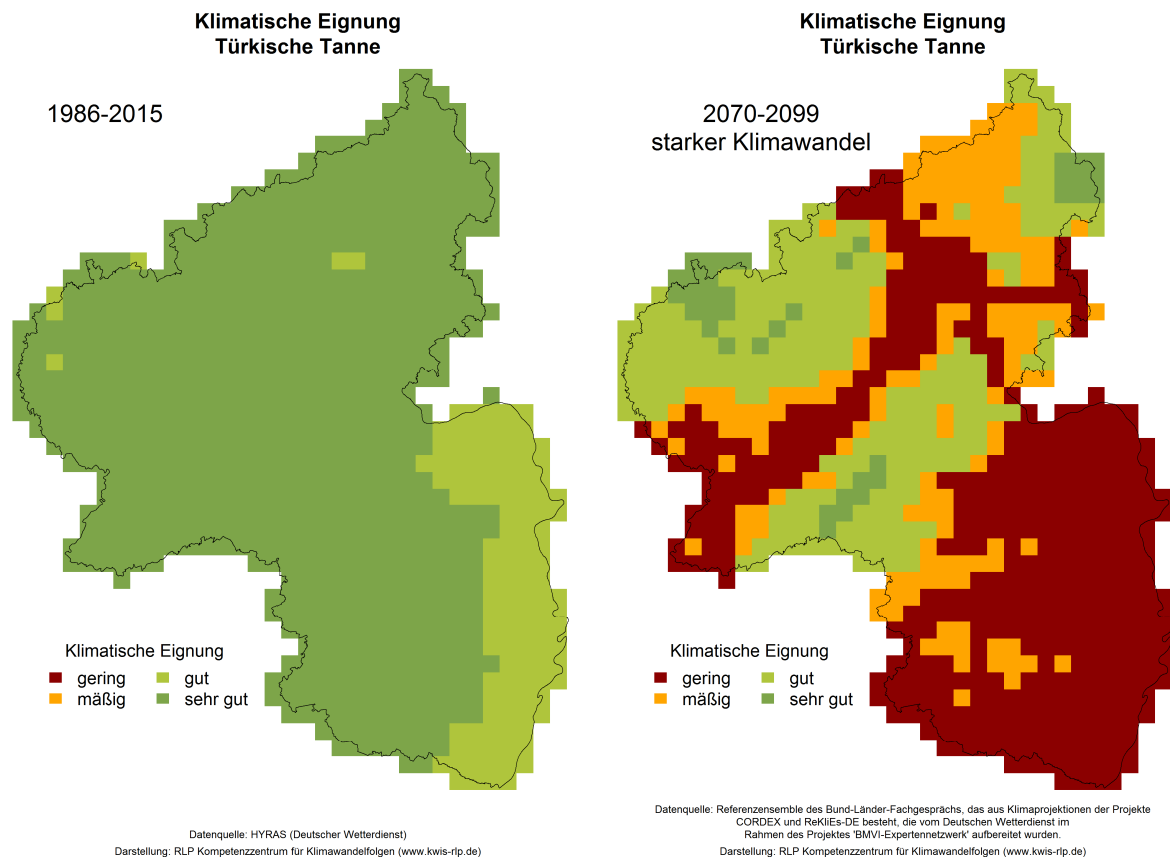 Klimatische Eignung
Türkische Tanne
1986-2015
Klimatische Eignung
gering
gut
mäßig
sehr gut
Datenquelle: HYRAS (Deutscher Wetterdienst)
Darstellung: RLP Kompetenzzentrum für Klimawandelfolgen (www.kwis-rlp.de)
Klimatische Eignung
Türkische Tanne
2070-2099
starker Klimawandel
Klimatische Eignung
gering
gut
mäßig
sehr gut
Datenquelle: Referenzensemble des Bund-Länder-Fachgesprächs, das aus Klimaprojektionen der Projekte
CORDEX und ReKliEs-DE besteht, die vom Deutschen Wetterdienst im
Rahmen des Projektes 'BMVI-Expertennetzwerk' aufbereitet wurden.
Darstellung: RLP Kompetenzzentrum für Klimawandelfolgen (www.kwis-rlp.de)